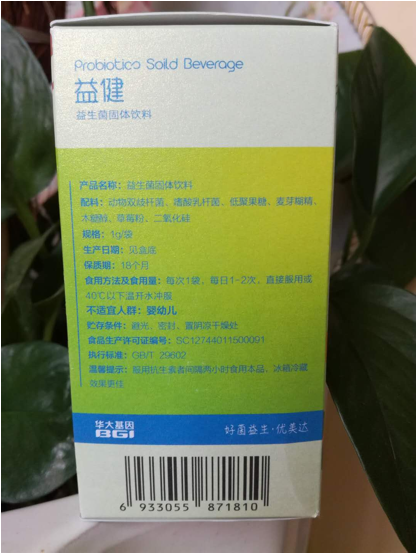 Probiotico Soild Beverage
益健
益生菌固体饮料
产品名称：益生菌固体饮料
配料：动物双歧杆菌、嗜酸乳杆菌、低聚果糖、麦芽糊精、
木糖醇、草莓粉、二氧化硅
规格：1g/袋
生产日期：见盒底
保质期：18个月
食用方法及食用量：每次1袋，每日1-2次，直接服用或
40℃以下温开水冲服
不适宜人群：婴幼儿
贮存条件：避光、密封、置阴凉干燥处
食品生产许可证编号：SC12744011500091
执行标准：GB/T 29602
温馨提示：服用抗生素者间隔两小时食用本品，冰箱冷藏
效果更佳
华大基因
BGI
好菌益生·优美达
6 933055 871810